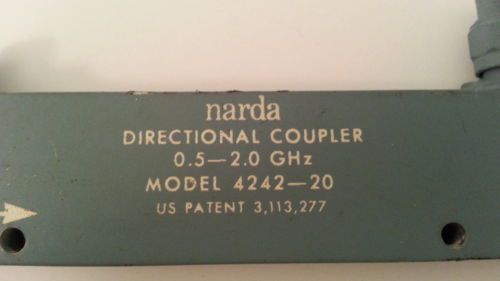 narda
DIRECTIONAL COUPLER
0.5—2.0 GHz
MODEL 4242—20
US PATENT 3,113,277